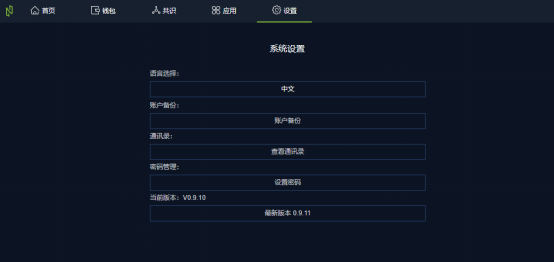 首页 钱包 共识 应用 设置
系统设置
语言选择：
中文
账户备份：
账户备份
通讯录：
查看通讯录
密码管理：
设置密码
当前版本：V0.9.10
最新版本 0.9.11